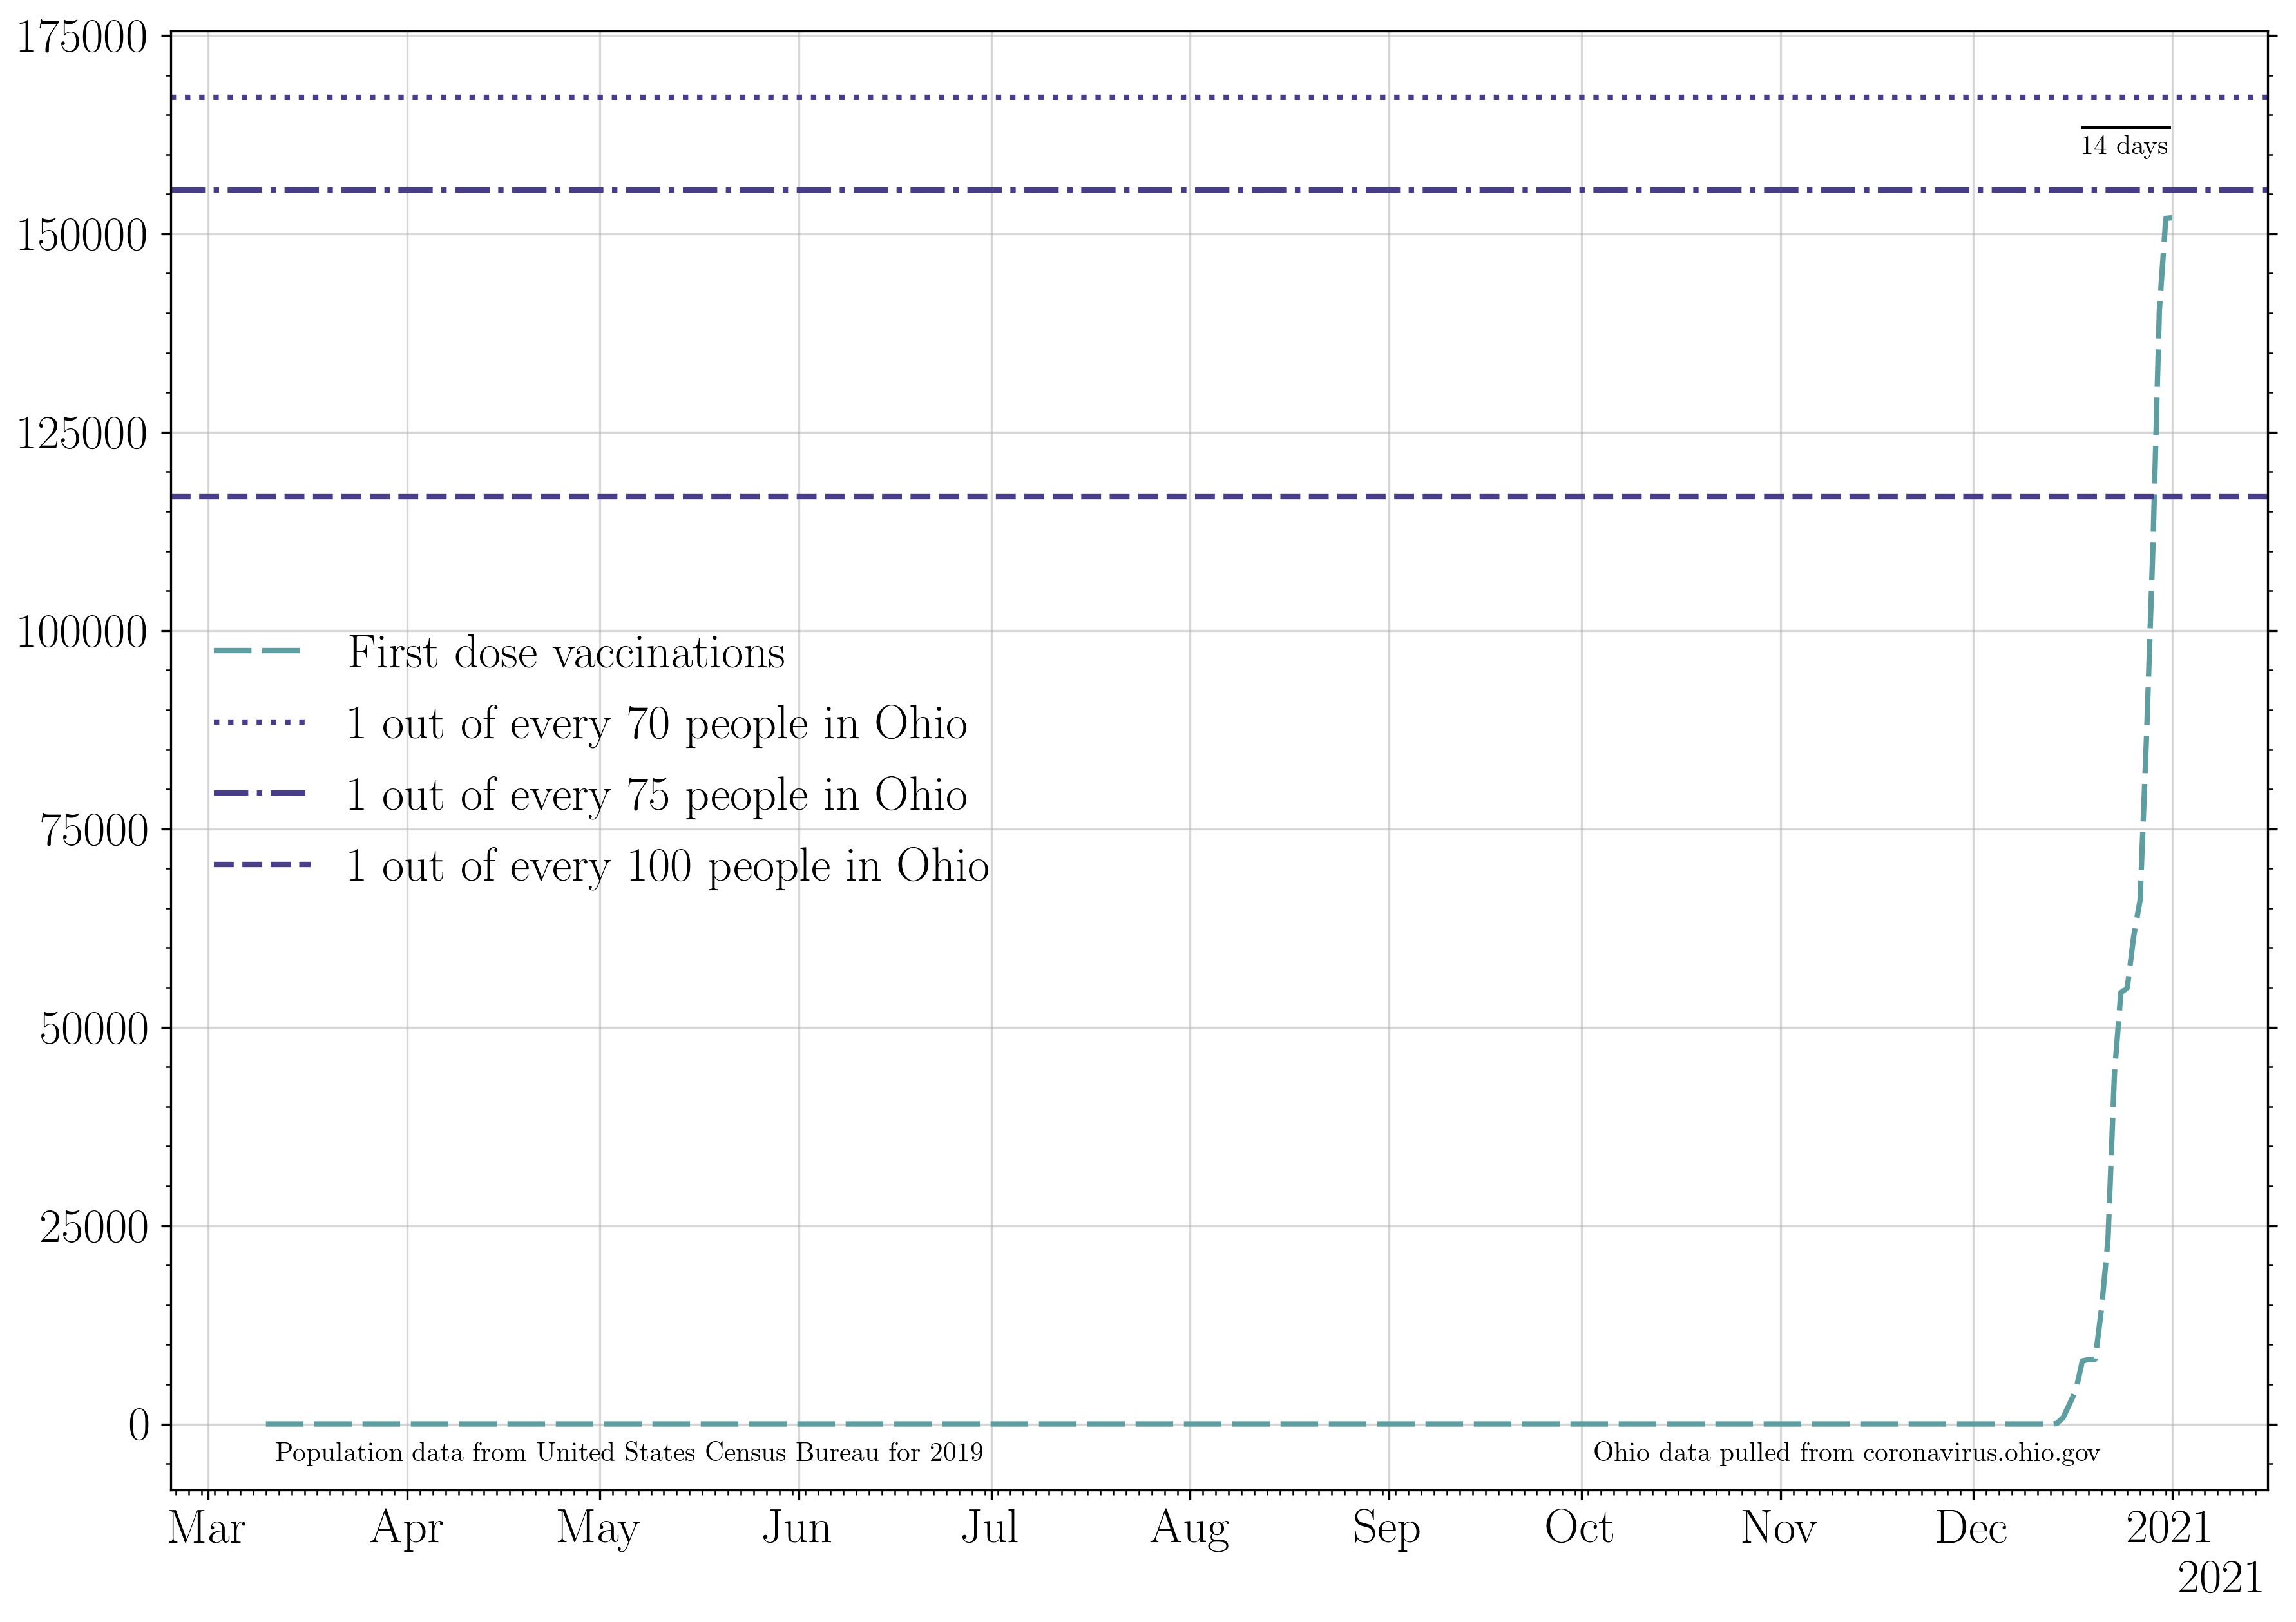 175000
150000
125000
100000
75000
50000
25000
0
14 days
First dose vaccinations
1 out of every 70 people in Ohio
1 out of every 75 people in Ohio
1 out of every 100 people in Ohio
Population data from United States Census Bureau for 2019
Ohio data pulled from coronavirus.ohio.gov
Mar Apr May Jun Jul Aug Sep Oct Nov Dec 2021
2021